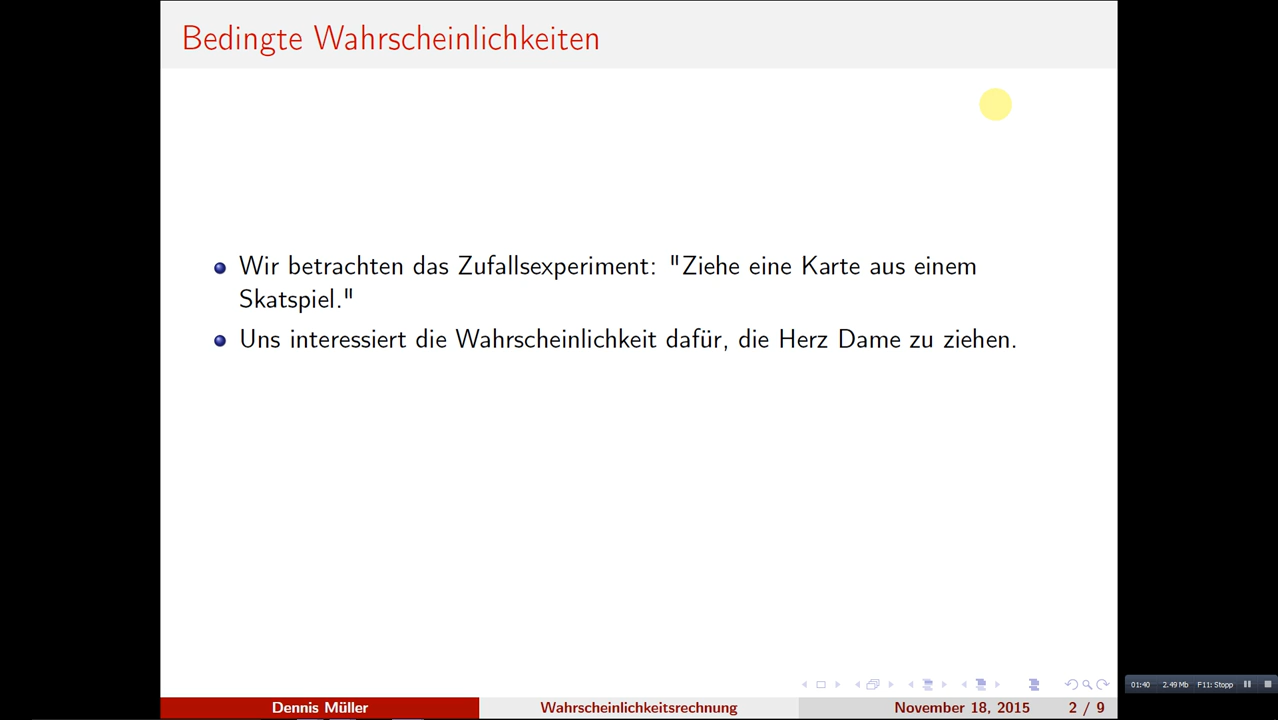 Bedingte Wahrscheinlichkeiten
Wir betrachten das Zufallsexperiment: "Ziehe eine Karte aus einem
Skatspiel."
Uns interessiert die Wahrscheinlichkeit dafür, die Herz Dame zu ziehen.
01:40 2.49 Mb F11: Stopp
Dennis Müller Wahrscheinlichkeitsrechnung November 18, 2015 2 / 9